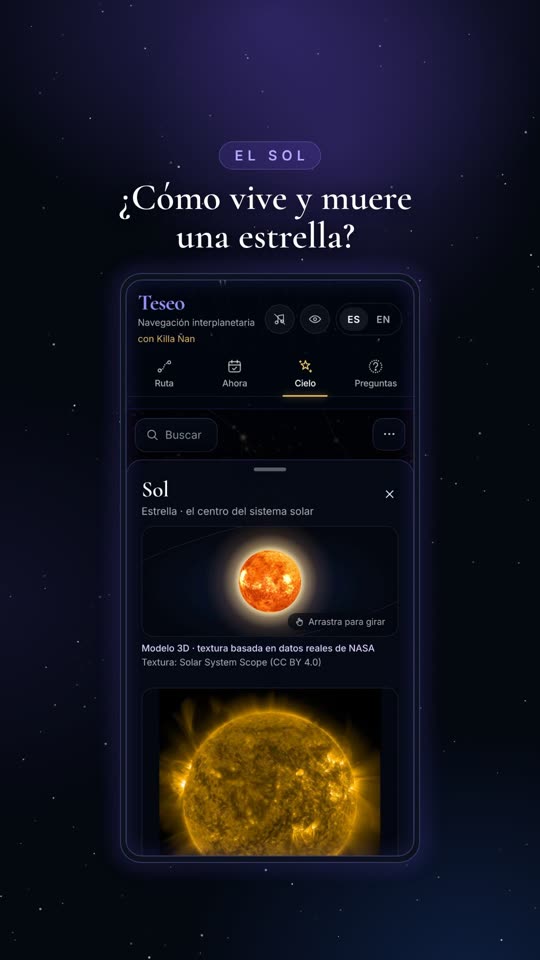 EL SOL
¿Cómo vive y muere
una estrella?
Teseo
Navegación interplanetaria
con Killa Ñan
ES EN
Ruta Ahora Cielo Preguntas
Buscar
Sol
Estrella · el centro del sistema solar
Arrastra para girar
Modelo 3D · textura basada en datos reales de NASA
Textura: Solar System Scope (CC BY 4.0)